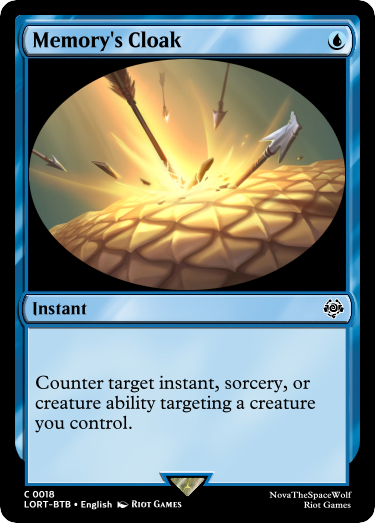 Memory's Cloak
Instant
Counter target instant, sorcery, or
creature ability targeting a creature
you control.
C 0018
LORT-BTB • English RIOT GAMES
NovaTheSpaceWolf
Riot Games